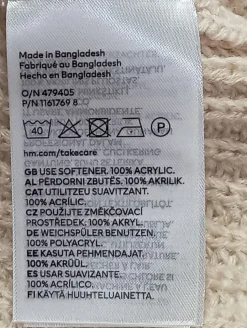 Made in Bangladesh
Fabriqué au Bangladesh
Hecho en Bangladesh
O/N 479405
P/N 1161769 8
40
P
hm.com/takecare
GB USE SOFTENER. 100% ACRYLIC.
AL PËRDORNI ZBUTËS. 100% AKRILIK.
CAT UTILITZEU SUAVITZANT.
100% ACRÍLIC.
CZ POUŽIJTE ZMĚKČOVACÍ
PROSTŘEDEK. 100% AKRYL.
DE WEICHSPÜLER BENUTZEN.
100% POLYACRYL.
EE KASUTA PEHMENDAJAT.
100% AKRÜÜL.
ES USAR SUAVIZANTE.
100% ACRÍLICO.
FI KÄYTÄ HUUHTELUAINETTA.